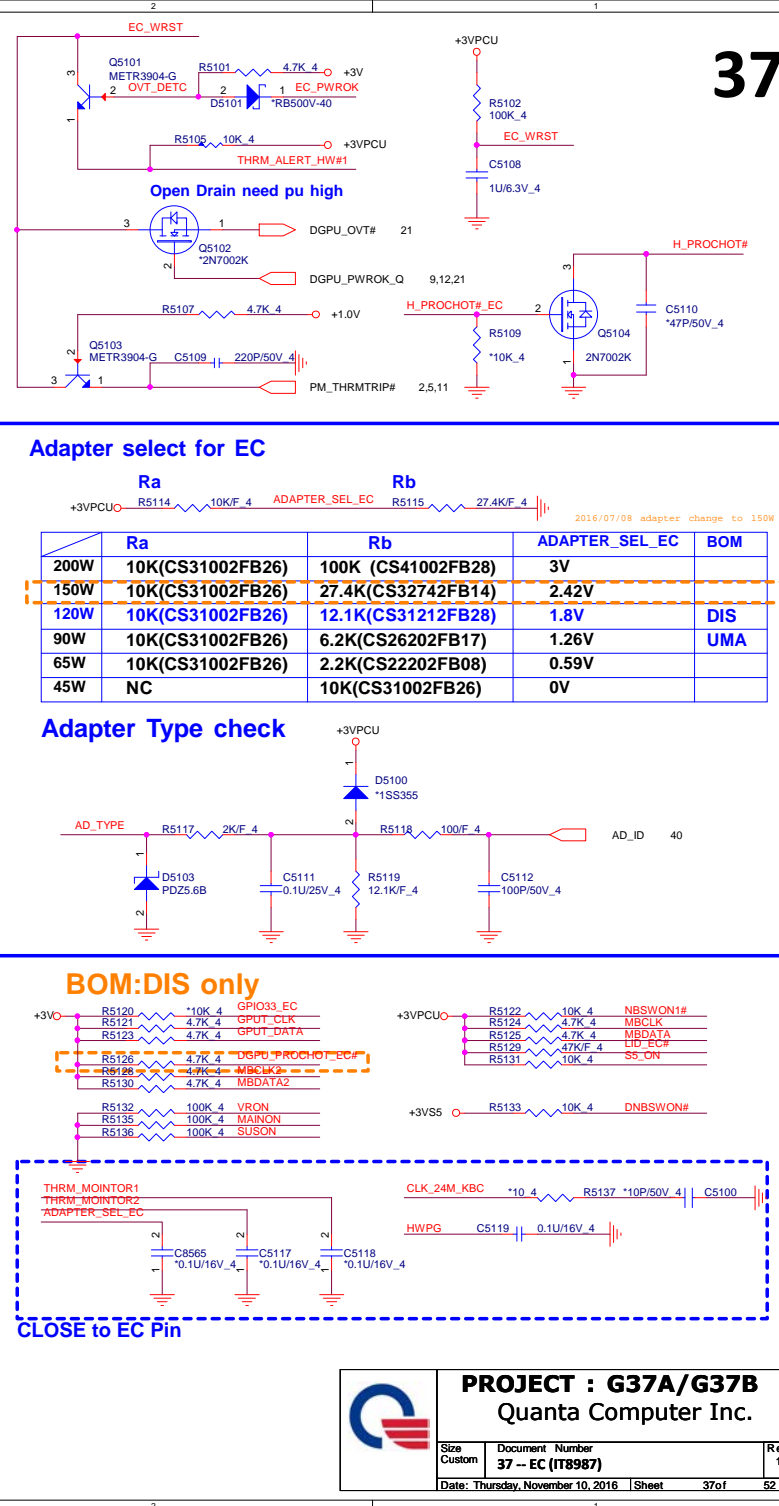 2 1
EC_WRST
+3VPCU
37
Q5101
METR3904-G
3
2 OVT_DETC
1
R5101 4.7K_4 +3V
2 1 EC_PWROK
D5101 *RB500V-40
R5102
100K_4
EC_WRST
R5105 10K_4 +3VPCU
THRM_ALERT_HW#1
C5108
1U/6.3V_4
Open Drain need pu high
3 1
DGPU_OVT# 21
Q5102
*2N7002K
2
DGPU_PWROK_Q 9,12,21
H_PROCHOT#
3
H_PROCHOT#_EC 2
R5107 4.7K_4 +1.0V
C5110
*47P/50V_4
R5109
*10K_4
Q5104
2N7002K
1
Q5103
METR3904-G
2
C5109 220P/50V_4
3 1
PM_THRMTRIP# 2,5,11
Adapter select for EC
Ra Rb
+3VPCU R5114 10K/F_4 ADAPTER_SEL_EC R5115 27.4K/F_4
2016/07/08 adapter change to 150W
Ra Rb ADAPTER_SEL_EC BOM
200W 10K(CS31002FB26) 100K (CS41002FB28) 3V
150W 10K(CS31002FB26) 27.4K(CS32742FB14) 2.42V
120W 10K(CS31002FB26) 12.1K(CS31212FB28) 1.8V DIS
90W 10K(CS31002FB26) 6.2K(CS26202FB17) 1.26V UMA
65W 10K(CS31002FB26) 2.2K(CS22202FB08) 0.59V
45W NC 10K(CS31002FB26) 0V
Adapter Type check
+3VPCU
1
D5100
*1SS355
2
AD_TYPE R5117 2K/F_4 R5118 100/F_4 AD_ID 40
1
D5103
PDZ5.6B
2
C5111
0.1U/25V_4
R5119
12.1K/F_4
C5112
100P/50V_4
BOM:DIS only
+3V
R5120 *10K_4 GPIO33_EC
R5121 4.7K_4 GPUT_CLK
R5123 4.7K_4 GPUT_DATA
R5126 4.7K_4 DGPU_PROCHOT_EC#
R5128 4.7K_4 MBCLK2
R5130 4.7K_4 MBDATA2
R5132 100K_4 VRON
R5135 100K_4 MAINON
R5136 100K_4 SUSON
+3VPCU
R5122 10K_4 NBSWON1#
R5124 4.7K_4 MBCLK
R5125 4.7K_4 MBDATA
R5129 47K/F_4 LID_EC#
R5131 10K_4 S5_ON
+3VS5 R5133 10K_4 DNBSWON#
THRM_MOINTOR1
THRM_MOINTOR2
ADAPTER_SEL_EC
2 2 2
C8565 C5117 C5118
*0.1U/16V_4 *0.1U/16V_4 *0.1U/16V_4
1 1 1
CLK_24M_KBC *10_4 R5137 *10P/50V_4 C5100
HWPG C5119 0.1U/16V_4
CLOSE to EC Pin
PROJECT : G37A/G37B
Quanta Computer Inc.
Size Document Number
Custom 37 -- EC (IT8987)
Date: Thursday, November 10, 2016 Sheet 37 of 52
2 1